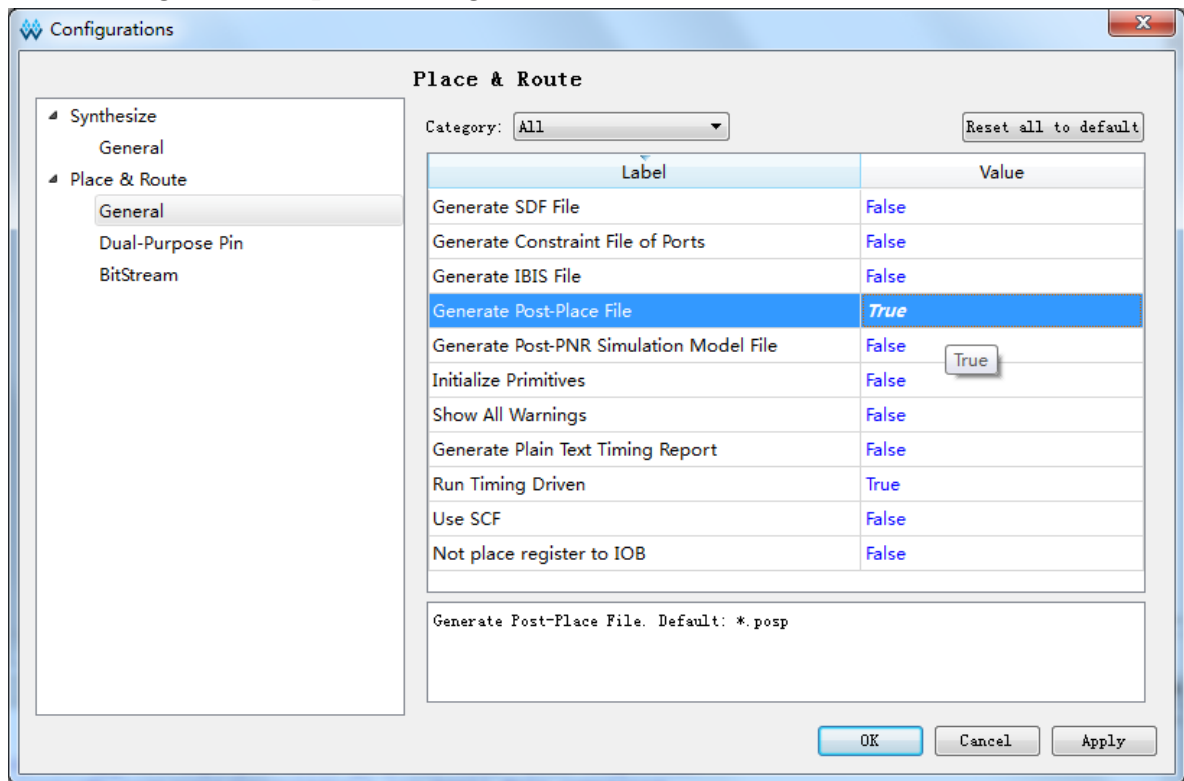 Configurations
Place & Route
Synthesize
General
Place & Route
General
Dual-Purpose Pin
BitStream
Category: All
Reset all to default
Label Value
Generate SDF File False
Generate Constraint File of Ports False
Generate IBIS File False
Generate Post-Place File True
Generate Post-PNR Simulation Model File False
True
Initialize Primitives False
Show All Warnings False
Generate Plain Text Timing Report False
Run Timing Driven True
Use SCF False
Not place register to IOB False
Generate Post-Place File. Default: *.posp
OK Cancel Apply